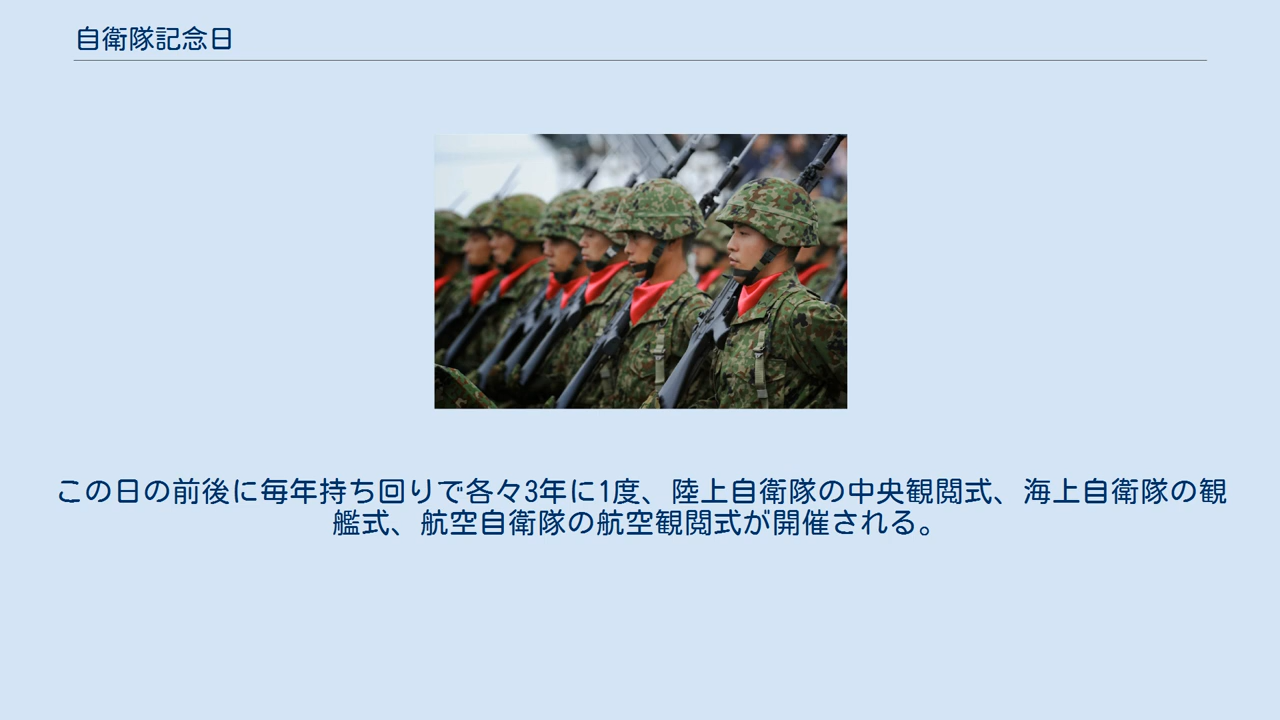 自衛隊記念日
この日の前後に毎年持ち回りで各々3年に1度、陸上自衛隊の中央観閲式、海上自衛隊の観
艦式、航空自衛隊の航空観閲式が開催される。